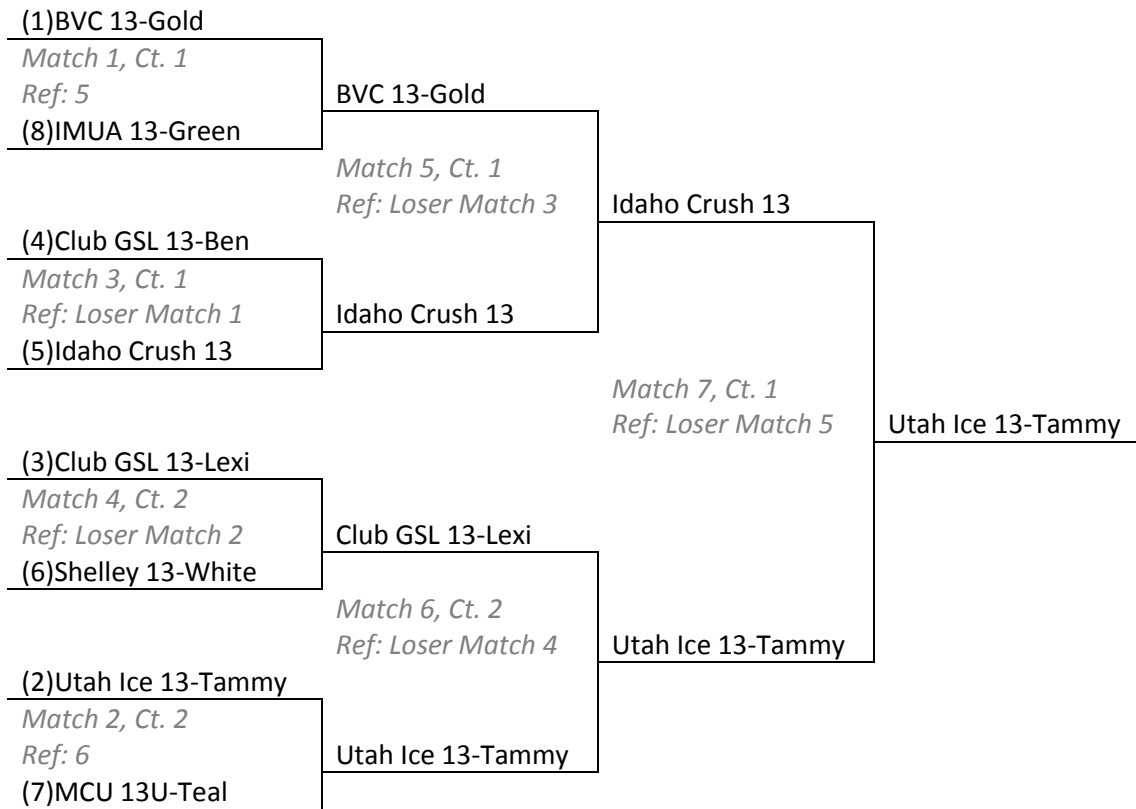 (1)BVC 13-Gold
Match 1, Ct. 1
Ref: 5
BVC 13-Gold
(8)IMUA 13-Green
Match 5, Ct. 1
Ref: Loser Match 3
Idaho Crush 13
(4)Club GSL 13-Ben
Match 3, Ct. 1
Ref: Loser Match 1
Idaho Crush 13
(5)Idaho Crush 13
Match 7, Ct. 1
Ref: Loser Match 5
Utah Ice 13-Tammy
(3)Club GSL 13-Lexi
Match 4, Ct. 2
Ref: Loser Match 2
Club GSL 13-Lexi
(6)Shelley 13-White
Match 6, Ct. 2
Ref: Loser Match 4
Utah Ice 13-Tammy
(2)Utah Ice 13-Tammy
Match 2, Ct. 2
Ref: 6
Utah Ice 13-Tammy
(7)MCU 13U-Teal